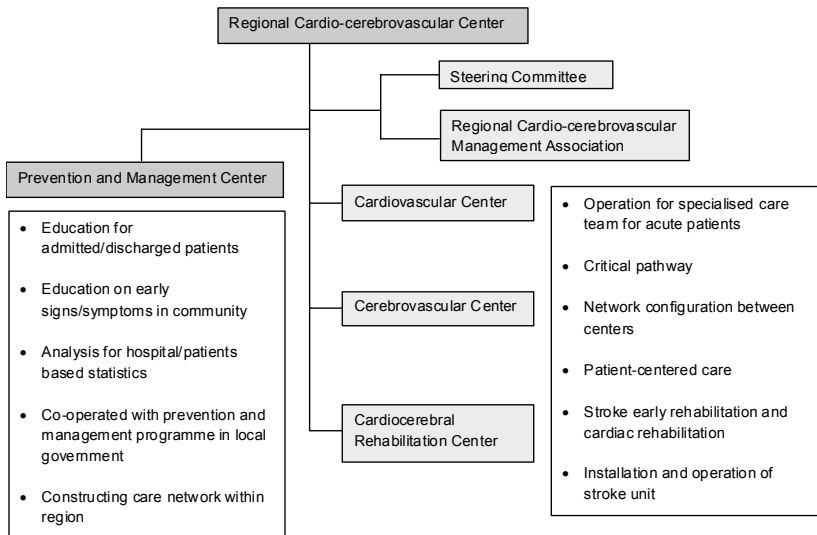 Regional Cardio-cerebrovascular Center
Steering Committee
Regional Cardio-cerebrovascular
Management Association
Prevention and Management Center
• Education for
admitted/discharged patients
• Education on early
signs/symptoms in community
• Analysis for hospital/patients
based statistics
• Co-operated with prevention and
management programme in local
government
• Constructing care network within
region
Cardiovascular Center
Cerebrovascular Center
Cardiocerebral
Rehabilitation Center
• Operation for specialised care
team for acute patients
• Critical pathway
• Network configuration between
centers
• Patient-centered care
• Stroke early rehabilitation and
cardiac rehabilitation
• Installation and operation of
stroke unit